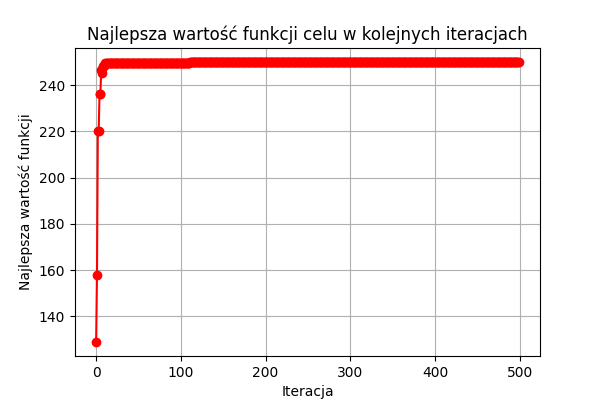 Najlepsza wartość funkcji celu w kolejnych iteracjach
Najlepsza wartość funkcji
240
220
200
180
160
140
0 100 200 300 400 500
Iteracja